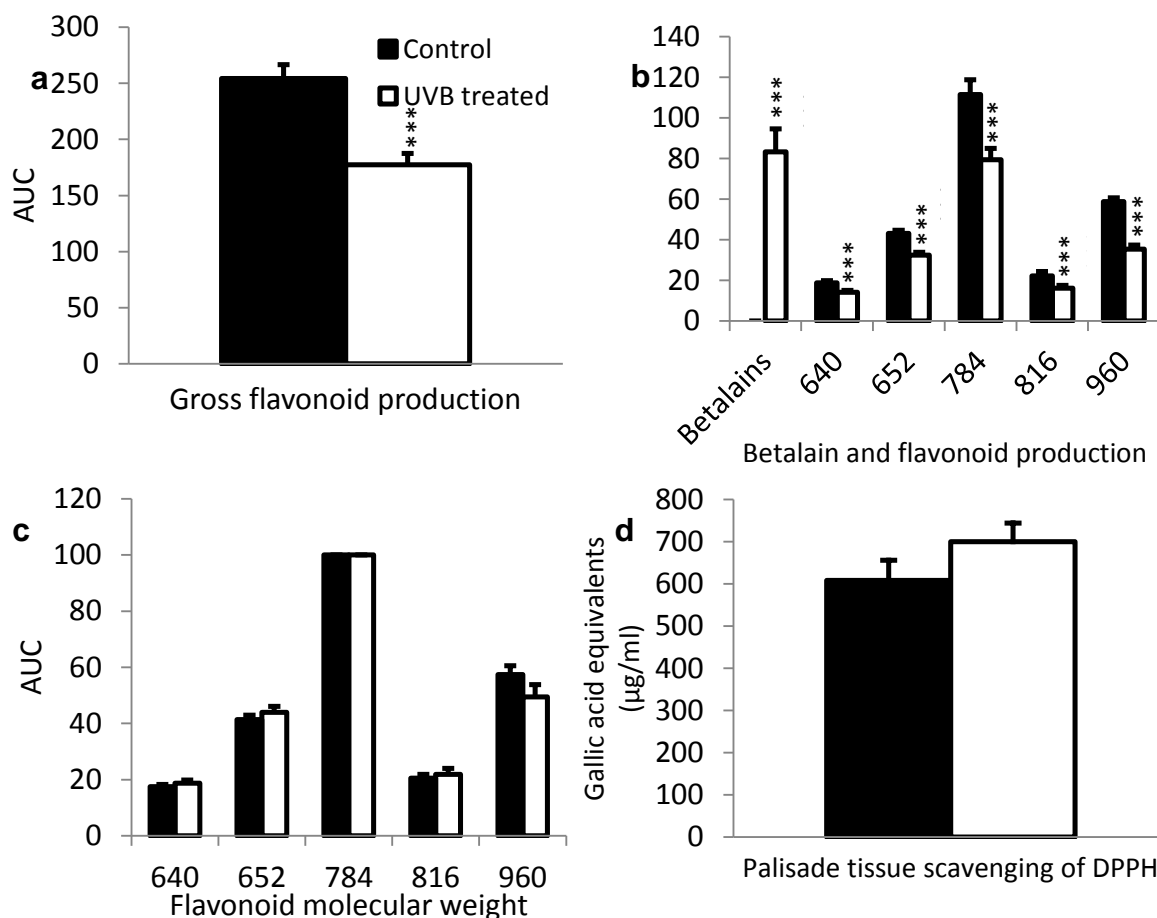 a
300
250
200
150
100
50
0
AUC
Control
UVB treated
***
Gross flavonoid production
b
140
120
100
80
60
40
20
0
***
***
***
***
***
***
Betalains
640
652
784
816
960
Betalain and flavonoid production
c
120
100
80
60
40
20
0
AUC
640 652 784 816 960
Flavonoid molecular weight
d
800
700
600
500
400
300
200
100
0
Gallic acid equivalents
(µg/ml)
Palisade tissue scavenging of DPPH